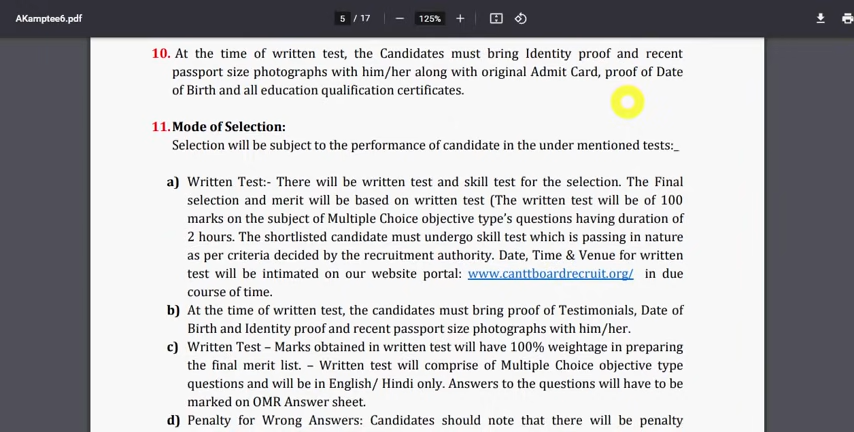 AKamptee6.pdf
5 / 17 — 125% +
10. At the time of written test, the Candidates must bring Identity proof and recent
passport size photographs with him/her along with original Admit Card, proof of Date
of Birth and all education qualification certificates.
11. Mode of Selection:
Selection will be subject to the performance of candidate in the under mentioned tests:_
a) Written Test:- There will be written test and skill test for the selection. The Final
selection and merit will be based on written test (The written test will be of 100
marks on the subject of Multiple Choice objective type's questions having duration of
2 hours. The shortlisted candidate must undergo skill test which is passing in nature
as per criteria decided by the recruitment authority. Date, Time & Venue for written
test will be intimated on our website portal: www.canttboardrecruit.org/ in due
course of time.
b) At the time of written test, the candidates must bring proof of Testimonials, Date of
Birth and Identity proof and recent passport size photographs with him/her.
c) Written Test – Marks obtained in written test will have 100% weightage in preparing
the final merit list. – Written test will comprise of Multiple Choice objective type
questions and will be in English/ Hindi only. Answers to the questions will have to be
marked on OMR Answer sheet.
d) Penalty for Wrong Answers: Candidates should note that there will be penalty